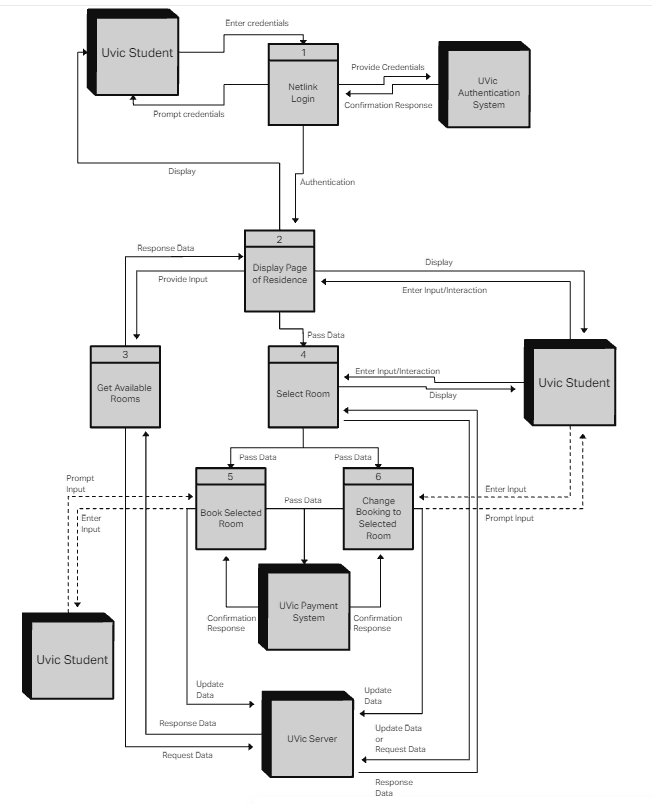 Enter credentials
Uvic Student
1
Netlink
Login
Provide Credentials
Confirmation Response
UVic
Authentication
System
Prompt credentials
Display
Authentication
2
Display Page
of Residence
Response Data
Provide Input
Display
Enter Input/Interaction
Pass Data
3
Get Available
Rooms
4
Select Room
Enter Input/Interaction
Display
Uvic Student
Pass Data
Pass Data
Prompt
Input
Enter
Input
5
Book Selected
Room
Pass Data
6
Change
Booking to
Selected
Room
Enter Input
Prompt Input
UVic Payment
System
Confirmation
Response
Confirmation
Response
Uvic Student
Update
Data
Update
Data
Response Data
Request Data
UVic Server
Update Data
or
Request Data
Response
Data